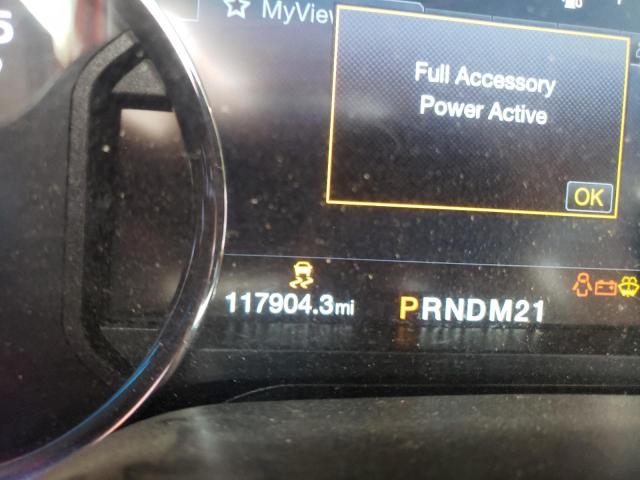 MyView
Full Accessory
Power Active
OK
117904.3mi
PRNDM21